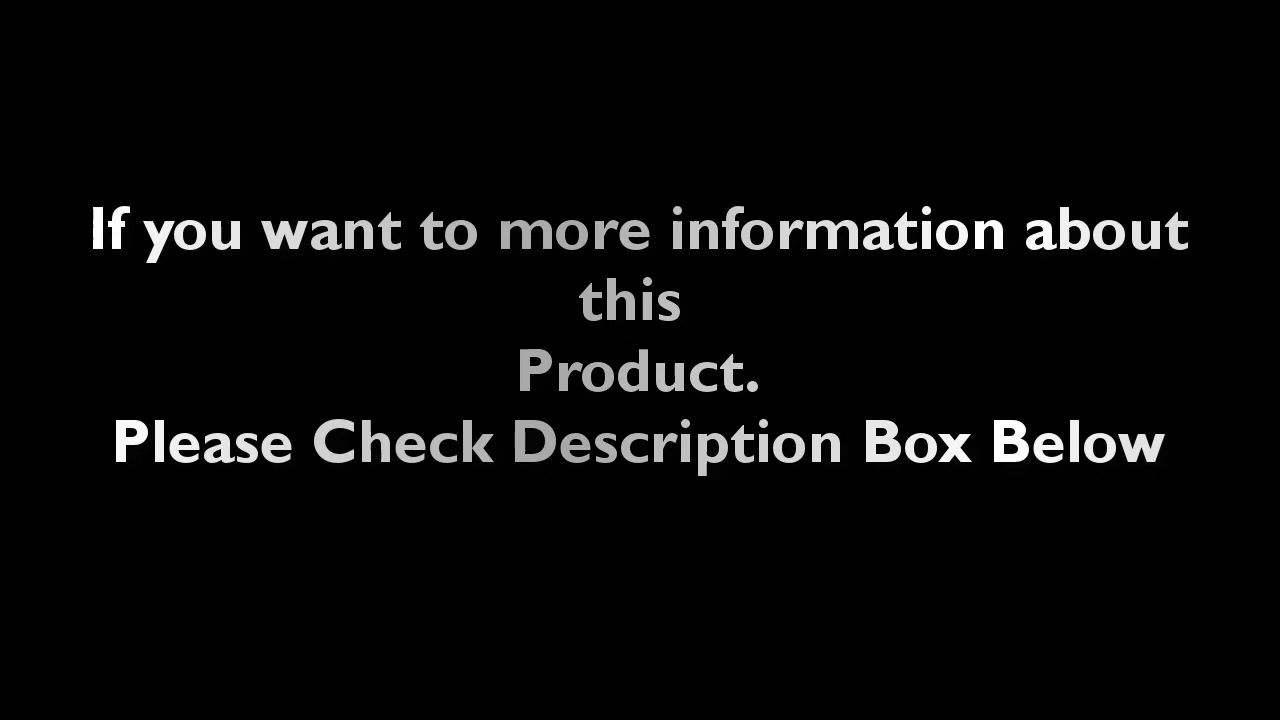 If you want to more information about
this
Product.
Please Check Description Box Below